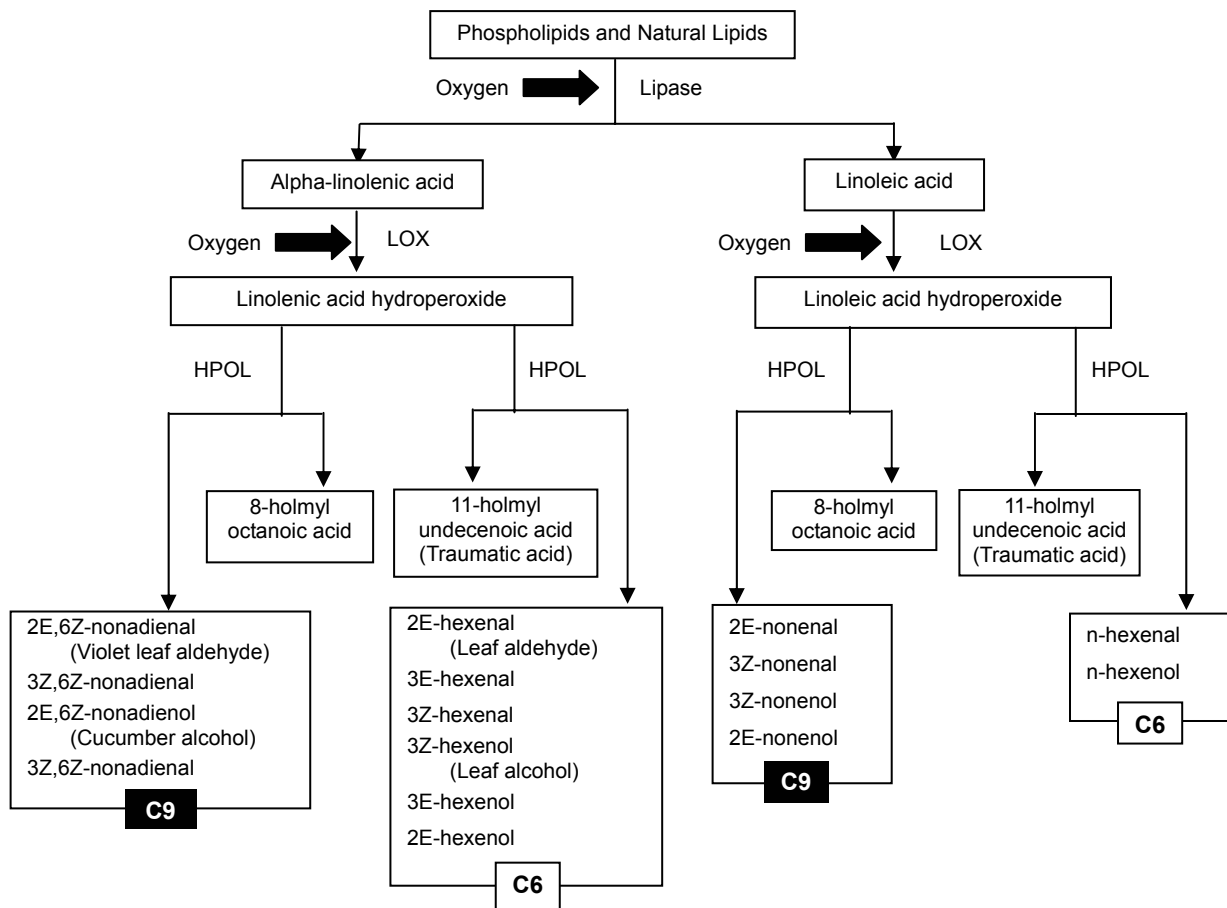 Phospholipids and Natural Lipids
Oxygen
Lipase
Alpha-linolenic acid
Linoleic acid
Oxygen
LOX
Oxygen
LOX
Linolenic acid hydroperoxide
Linoleic acid hydroperoxide
HPOL
HPOL
HPOL
HPOL
8-holmyl
octanoic acid
11-holmyl
undecenoic acid
(Traumatic acid)
8-holmyl
octanoic acid
11-holmyl
undecenoic acid
(Traumatic acid)
2E,6Z-nonadienal
(Violet leaf aldehyde)
3Z,6Z-nonadienal
2E,6Z-nonadienol
(Cucumber alcohol)
3Z,6Z-nonadienal
C9
2E-hexenal
(Leaf aldehyde)
3E-hexenal
3Z-hexenal
3Z-hexenol
(Leaf alcohol)
3E-hexenol
2E-hexenol
C6
2E-nonenal
3Z-nonenal
3Z-nonenol
2E-nonenol
C9
n-hexenal
n-hexenol
C6